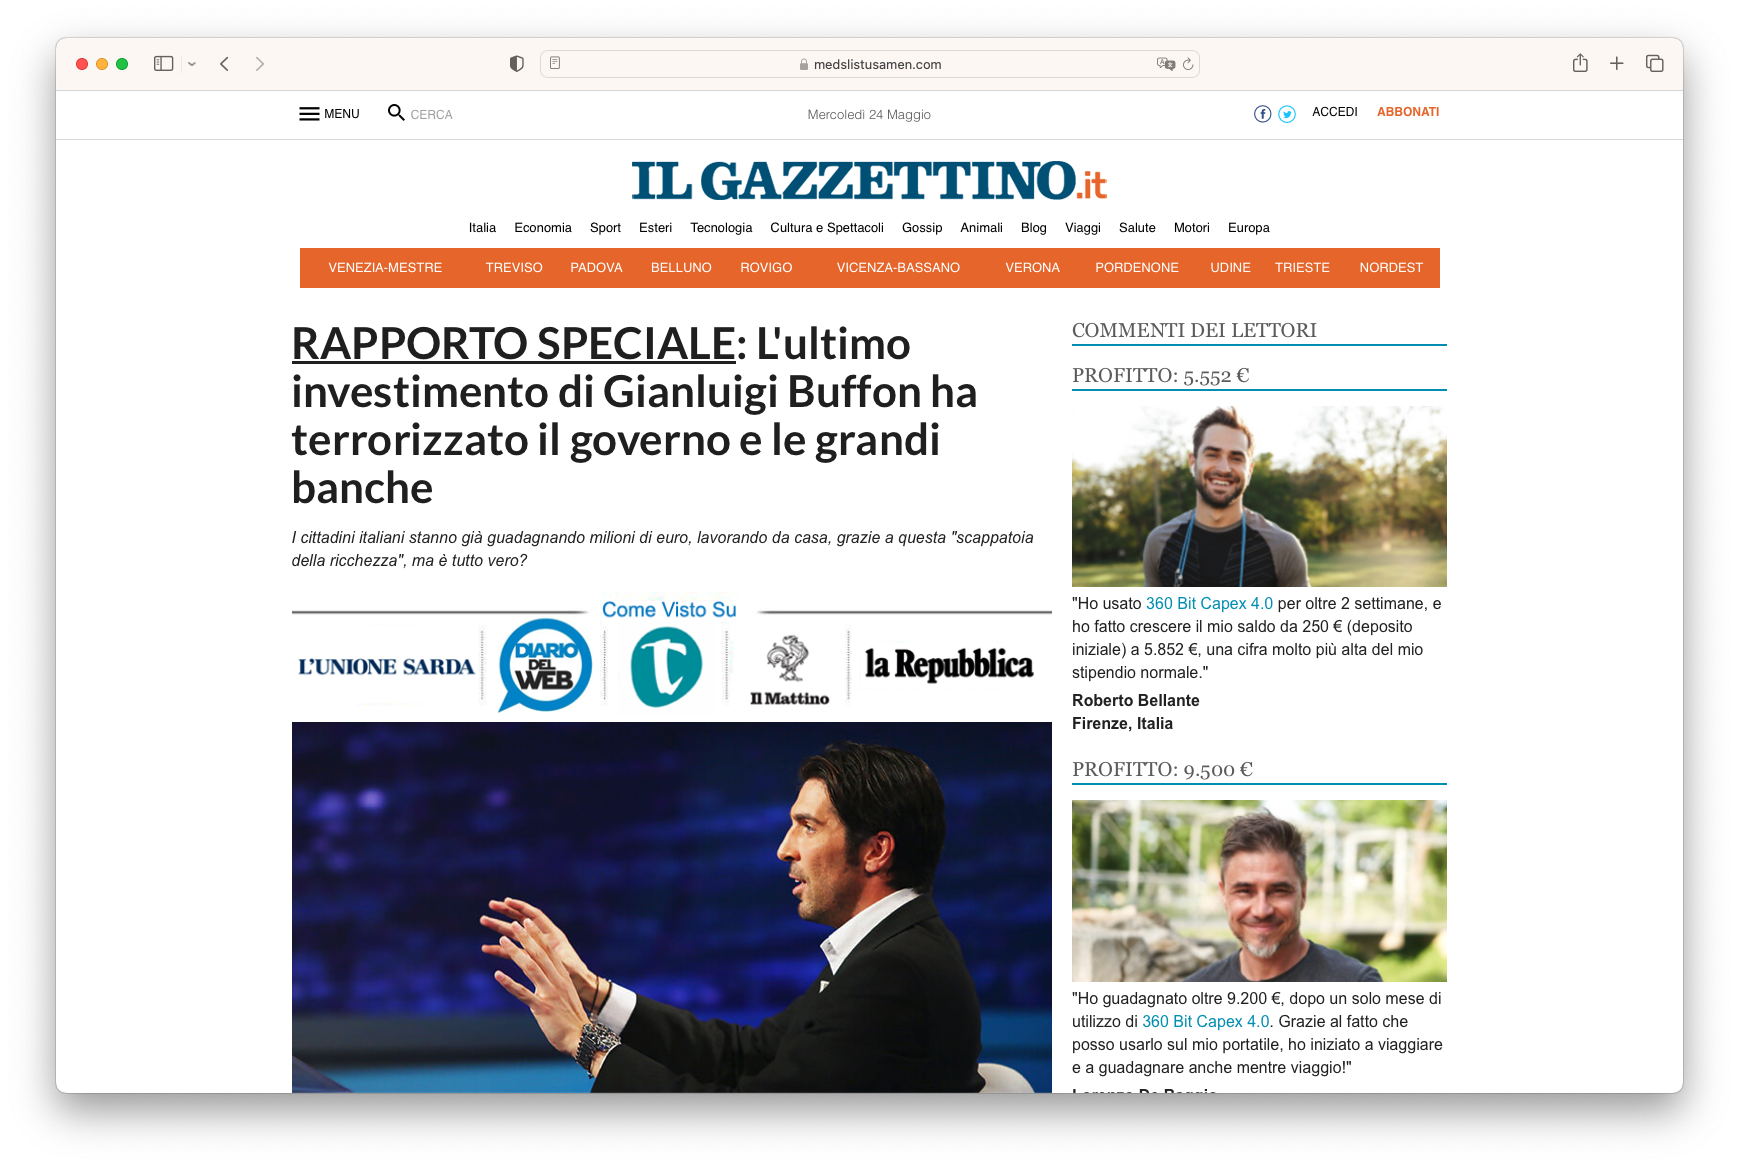 medslistusamen.com
MENU
CERCA
Mercoledì 24 Maggio
ACCEDI
ABBONATI
IL GAZZETTINO.it
Italia Economia Sport Esteri Tecnologia Cultura e Spettacoli Gossip Animali Blog Viaggi Salute Motori Europa
VENEZIA-MESTRE TREVISO PADOVA BELLUNO ROVIGO VICENZA-BASSANO VERONA PORDENONE UDINE TRIESTE NORDEST
RAPPORTO SPECIALE: L'ultimo
investimento di Gianluigi Buffon ha
terrorizzato il governo e le grandi
banche
I cittadini italiani stanno già guadagnando milioni di euro, lavorando da casa, grazie a questa "scappatoia
della ricchezza", ma è tutto vero?
Come Visto Su
L'UNIONE SARDA
DIARIO
DEL
WEB
t
Il Mattino
la Repubblica
COMMENTI DEI LETTORI
PROFITTO: 5.552 €
"Ho usato 360 Bit Capex 4.0 per oltre 2 settimane, e
ho fatto crescere il mio saldo da 250 € (deposito
iniziale) a 5.852 €, una cifra molto più alta del mio
stipendio normale."
Roberto Bellante
Firenze, Italia
PROFITTO: 9.500 €
"Ho guadagnato oltre 9.200 €, dopo un solo mese di
utilizzo di 360 Bit Capex 4.0. Grazie al fatto che
posso usarlo sul mio portatile, ho iniziato a viaggiare
e a guadagnare anche mentre viaggio!"